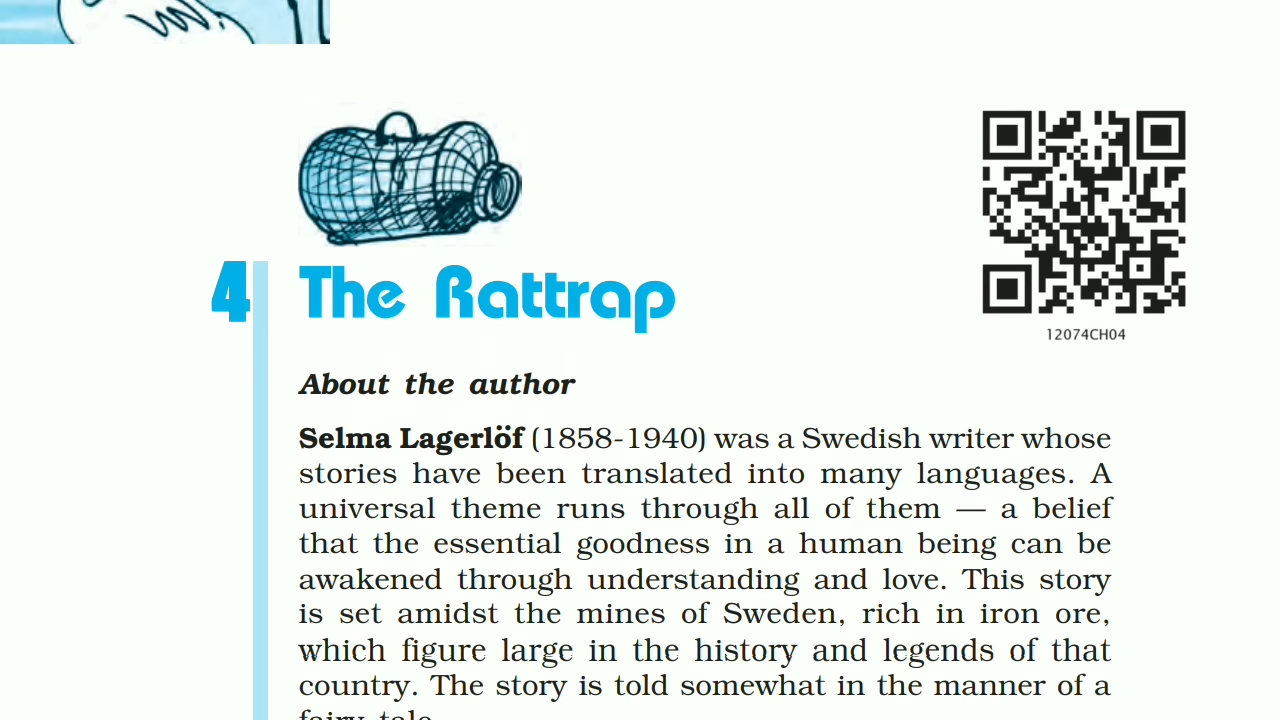 12074CH04
4 The Rattrap
About the author
Selma Lagerlöf (1858-1940) was a Swedish writer whose
stories have been translated into many languages. A
universal theme runs through all of them — a belief
that the essential goodness in a human being can be
awakened through understanding and love. This story
is set amidst the mines of Sweden, rich in iron ore,
which figure large in the history and legends of that
country. The story is told somewhat in the manner of a
fairy tale.